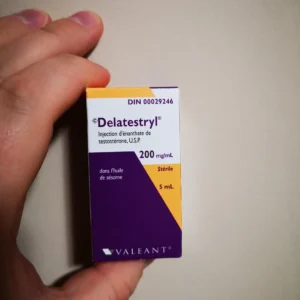 DIN 00029246
©Delatestryl®
Injection d'énanthate de
testostérone, U.S.P.
200 mg/mL
Stérile
dans l'huile
de sésame
5 mL
VALEANT